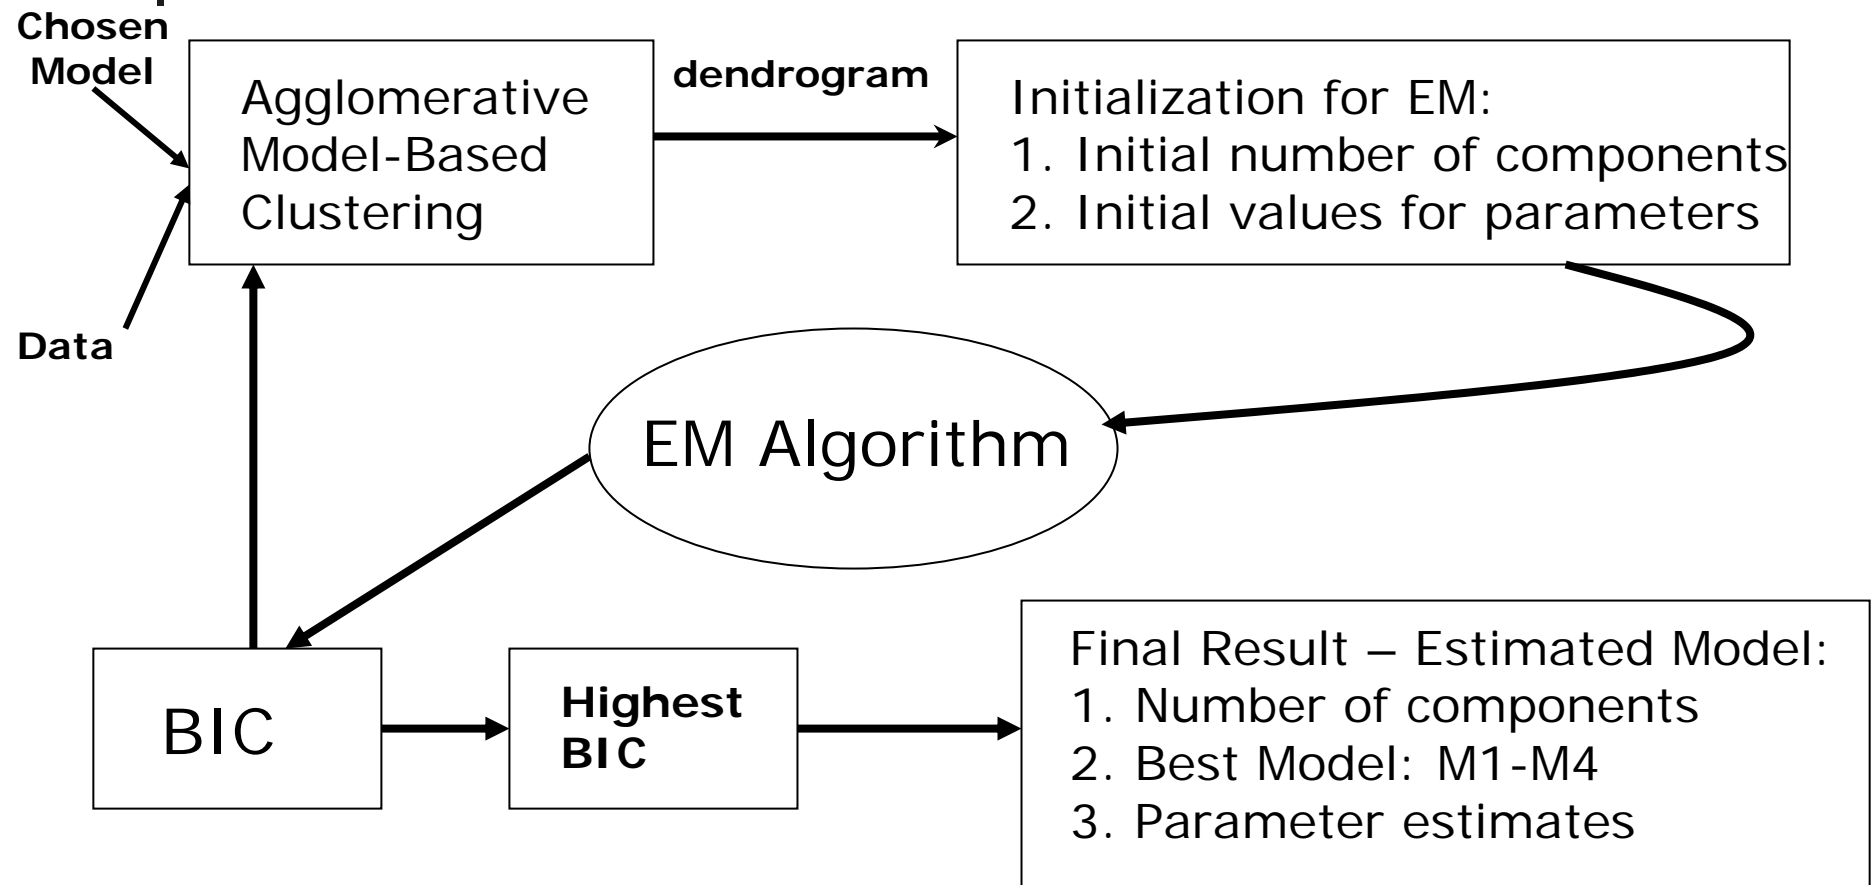 Chosen
Model
Agglomerative
Model-Based
Clustering
dendrogram
Initialization for EM:
1. Initial number of components
2. Initial values for parameters
Data
EM Algorithm
BIC
Highest
BIC
Final Result – Estimated Model:
1. Number of components
2. Best Model: M1-M4
3. Parameter estimates